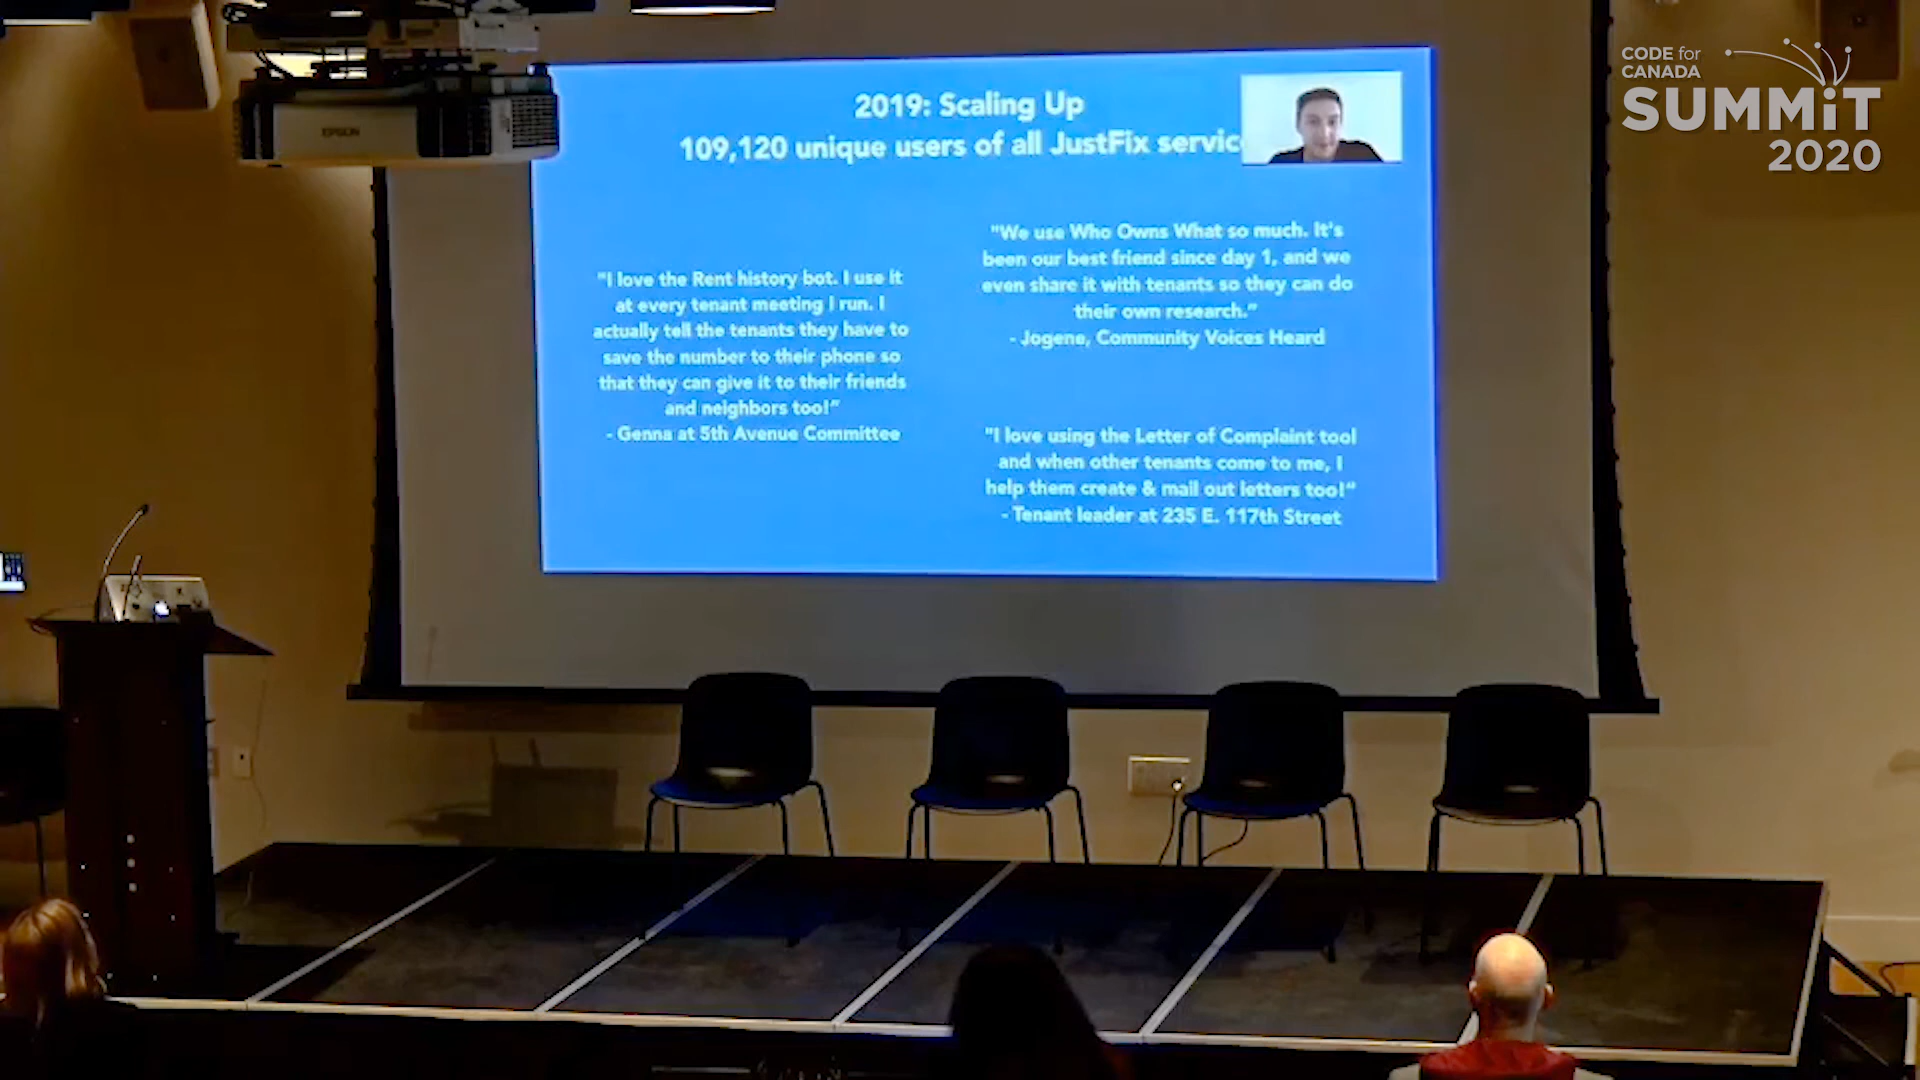 CODE for
CANADA
SUMMiT
2020
EPSON
2019: Scaling Up
109,120 unique users of all JustFix servic
"I love the Rent history bot. I use it
at every tenant meeting I run. I
actually tell the tenants they have to
save the number to their phone so
that they can give it to their friends
and neighbors too!"
- Genna at 5th Avenue Committee
"We use Who Owns What so much. It's
been our best friend since day 1, and we
even share it with tenants so they can do
their own research."
- Jogene, Community Voices Heard
"I love using the Letter of Complaint tool
and when other tenants come to me, I
help them create & mail out letters too!"
- Tenant leader at 235 E. 117th Street